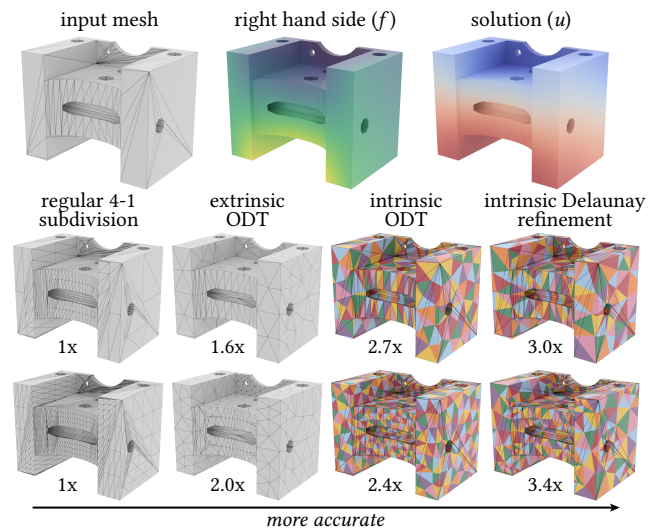 input mesh
right hand side (f)
solution (u)
regular 4-1
subdivision
extrinsic
ODT
intrinsic
ODT
intrinsic Delaunay
refinement
1x
1.6x
2.7x
3.0x
1x
2.0x
2.4x
3.4x
more accurate